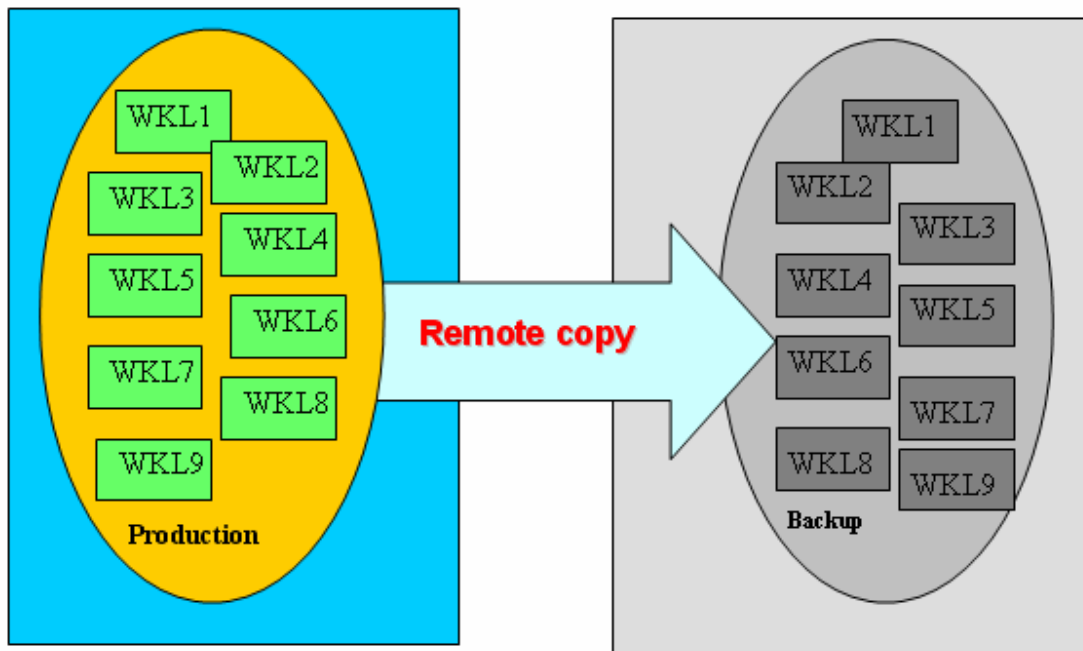 WKL1
WKL2
WKL3
WKL4
WKL5
WKL6
WKL7
WKL8
WKL9
Production
Remote copy
WKL1
WKL2
WKL3
WKL4
WKL5
WKL6
WKL7
WKL8
WKL9
Backup